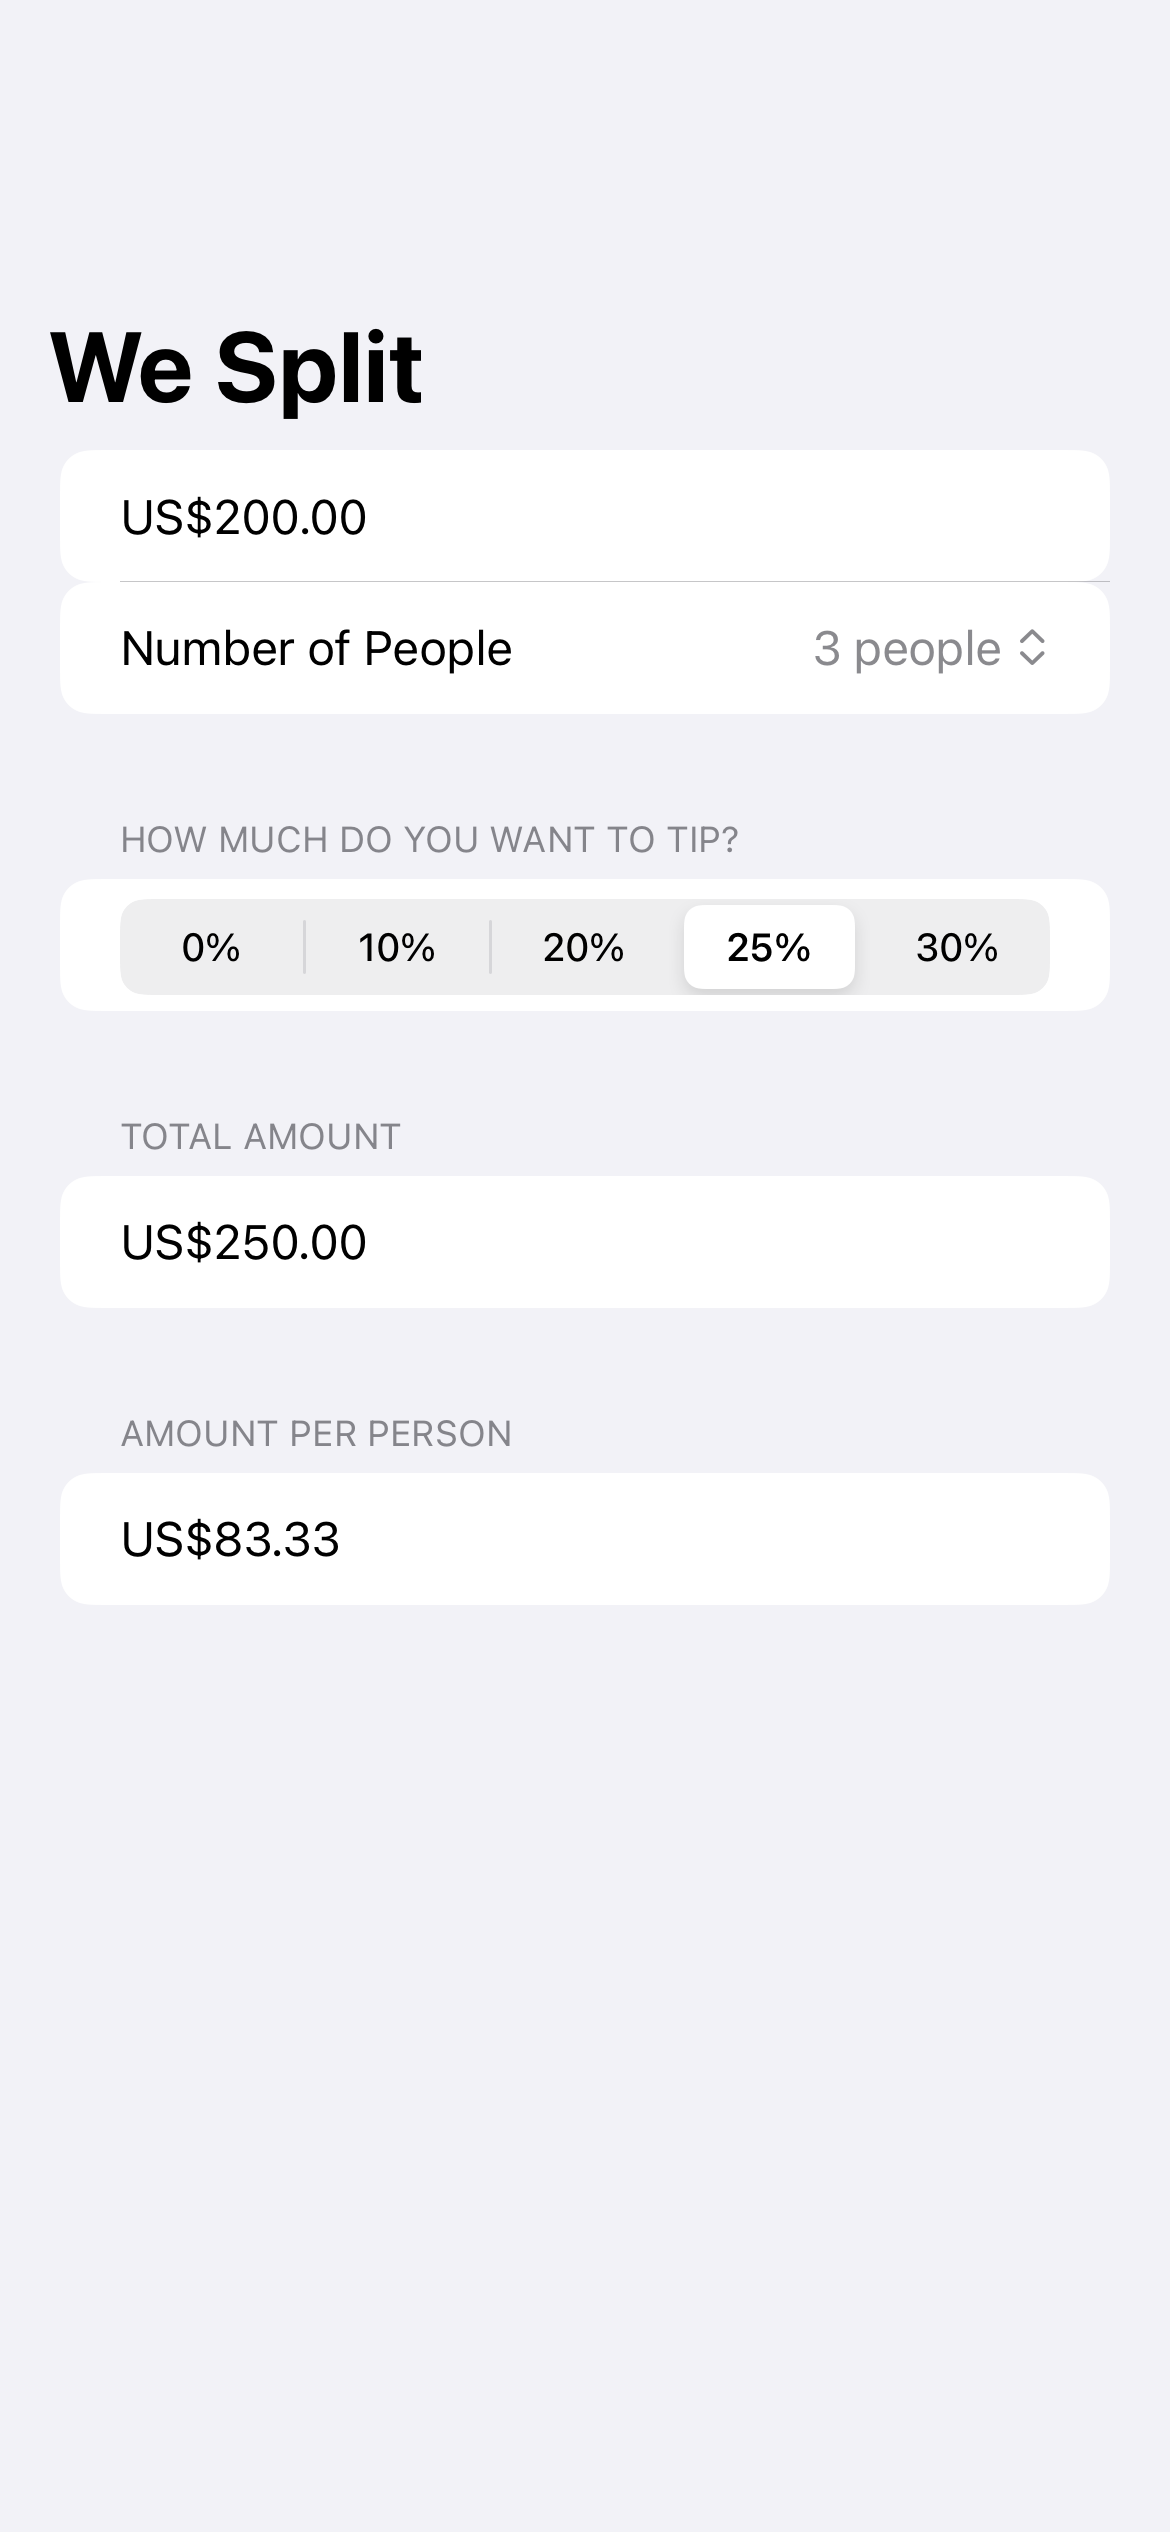 We Split
US$200.00
Number of People 3 people
HOW MUCH DO YOU WANT TO TIP?
0% 10% 20% 25% 30%
TOTAL AMOUNT
US$250.00
AMOUNT PER PERSON
US$83.33